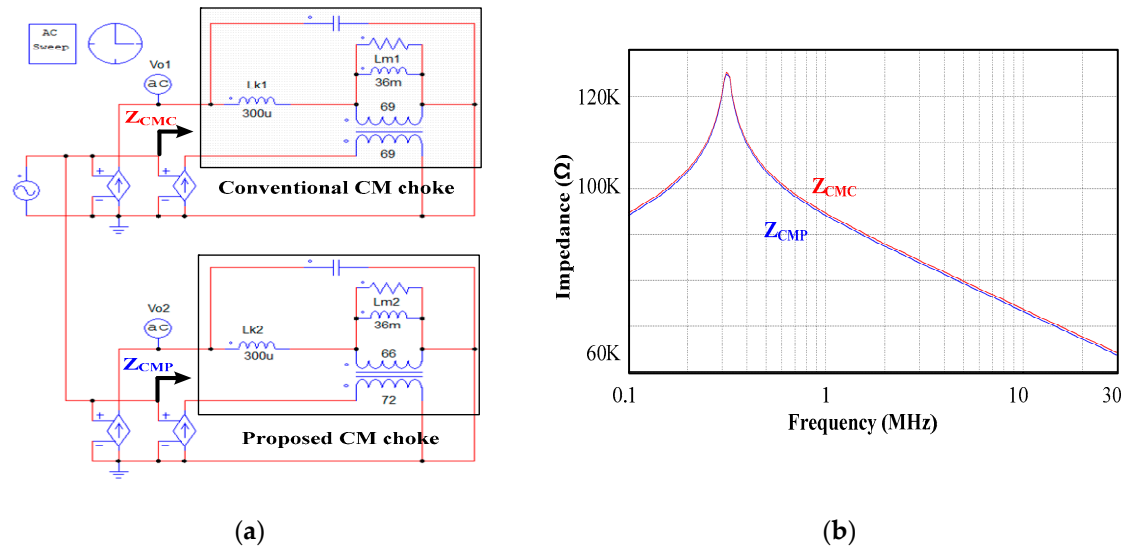 AC
Sweep
Vo1
ac
Lk1
300u
Lm1
36m
69
69
ZCMC
+
−
+
−
Conventional CM choke
Vo2
ac
Lk2
300u
Lm2
36m
66
72
ZCMP
+
−
+
−
Proposed CM choke
(a)
Impedance (Ω)
120K
100K
60K
ZCMC
ZCMP
0.1
1
10
30
Frequency (MHz)
(b)